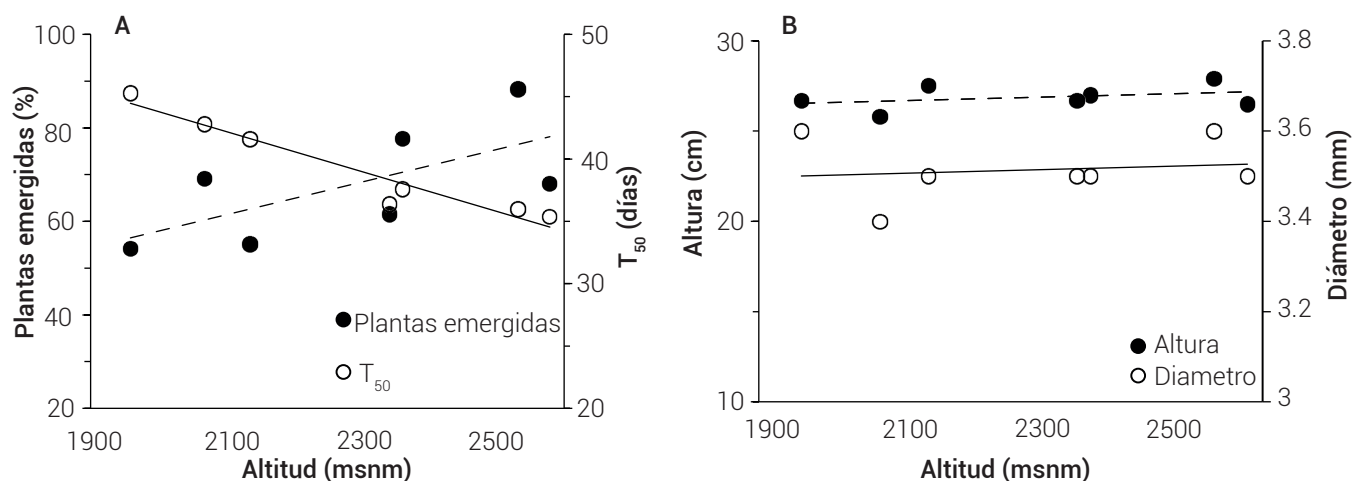 A
Plantas emergidas (%)
100
80
60
40
20
50
40
30
20
T50 (días)
Plantas emergidas
T50
1900 2100 2300 2500
Altitud (msnm)
B
Altura (cm)
30
20
10
3.8
3.6
3.4
3.2
3
Diámetro (mm)
Altura
Diametro
1900 2100 2300 2500
Altitud (msnm)